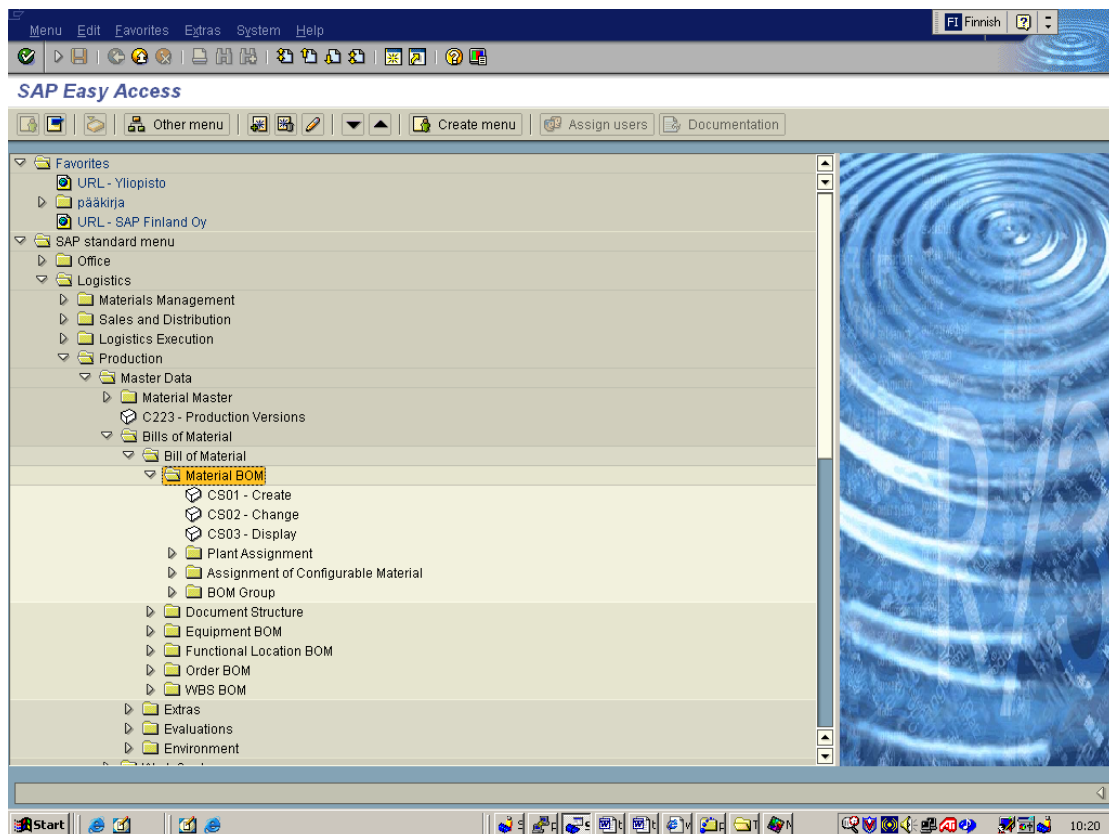 Menu Edit Favorites Extras System Help
FI Finnish
SAP Easy Access
Other menu Create menu Assign users Documentation
Favorites
URL - Yliopisto
pääkirja
URL - SAP Finland Oy
SAP standard menu
Office
Logistics
Materials Management
Sales and Distribution
Logistics Execution
Production
Master Data
Material Master
C223 - Production Versions
Bills of Material
Bill of Material
Material BOM
CS01 - Create
CS02 - Change
CS03 - Display
Plant Assignment
Assignment of Configurable Material
BOM Group
Document Structure
Equipment BOM
Functional Location BOM
Order BOM
WBS BOM
Extras
Evaluations
Environment
R/3
Start 10:20